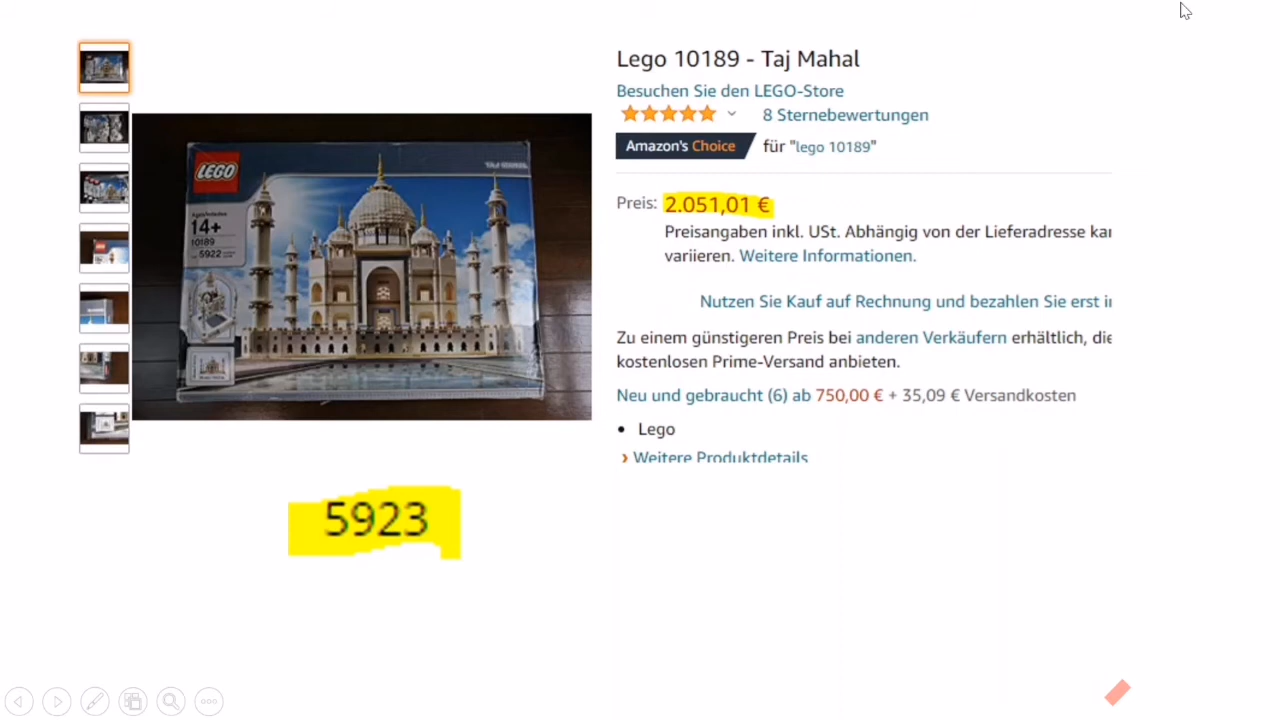 Lego 10189 - Taj Mahal
Besuchen Sie den LEGO-Store
8 Sternebewertungen
Amazon's Choice für "lego 10189"
Preis: 2.051,01 €
Preisangaben inkl. USt. Abhängig von der Lieferadresse kar
variieren. Weitere Informationen.
Nutzen Sie Kauf auf Rechnung und bezahlen Sie erst in
Zu einem günstigeren Preis bei anderen Verkäufern erhältlich, die
kostenlosen Prime-Versand anbieten.
Neu und gebraucht (6) ab 750,00 € + 35,09 € Versandkosten
• Lego
› Weitere Produktdetails
LEGO
Ages/edades
14+
10189
5922
5923